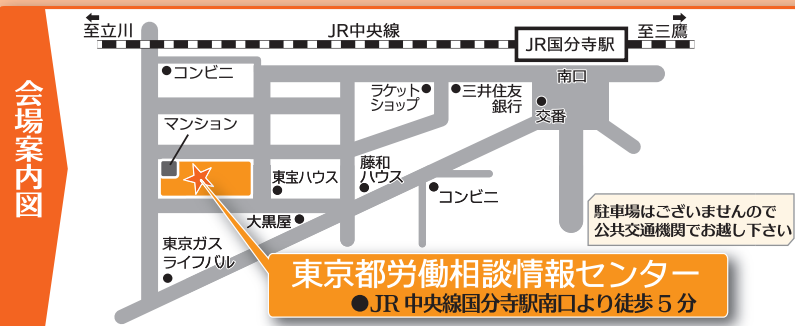 会場案内図
至立川
JR中央線
JR国分寺駅
至三鷹
コンビニ
ラケット
ショップ
三井住友
銀行
南口
交番
マンション
東宝ハウス
藤和
ハウス
コンビニ
大黒屋
東京ガス
ライフバル
駐車場はございませんので
公共交通機関でお越し下さい
東京都労働相談情報センター
●JR中央線国分寺駅南口より徒歩5分